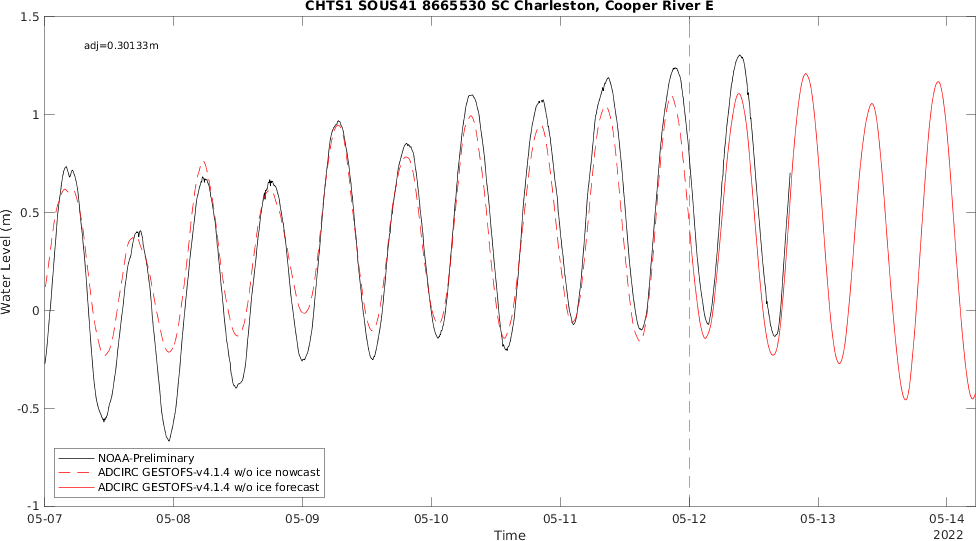 CHTS1 SOUS41 8665530 SC Charleston, Cooper River E
adj=0.30133m
1.5
1
0.5
0
-0.5
-1
Water Level (m)
NOAA-Preliminary
ADCIRC GESTOFS-v4.1.4 w/o ice nowcast
ADCIRC GESTOFS-v4.1.4 w/o ice forecast
05-07 05-08 05-09 05-10 05-11 05-12 05-13 05-14
Time
2022